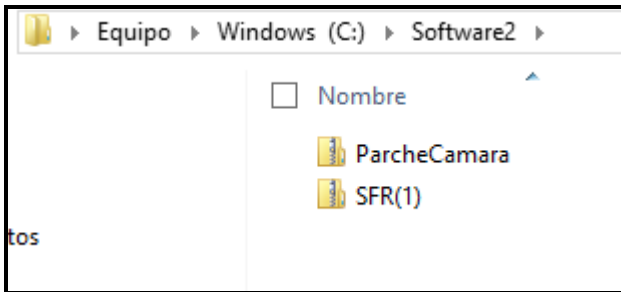 Equipo Windows (C:) Software2
Nombre
ParcheCamara
SFR(1)
tos